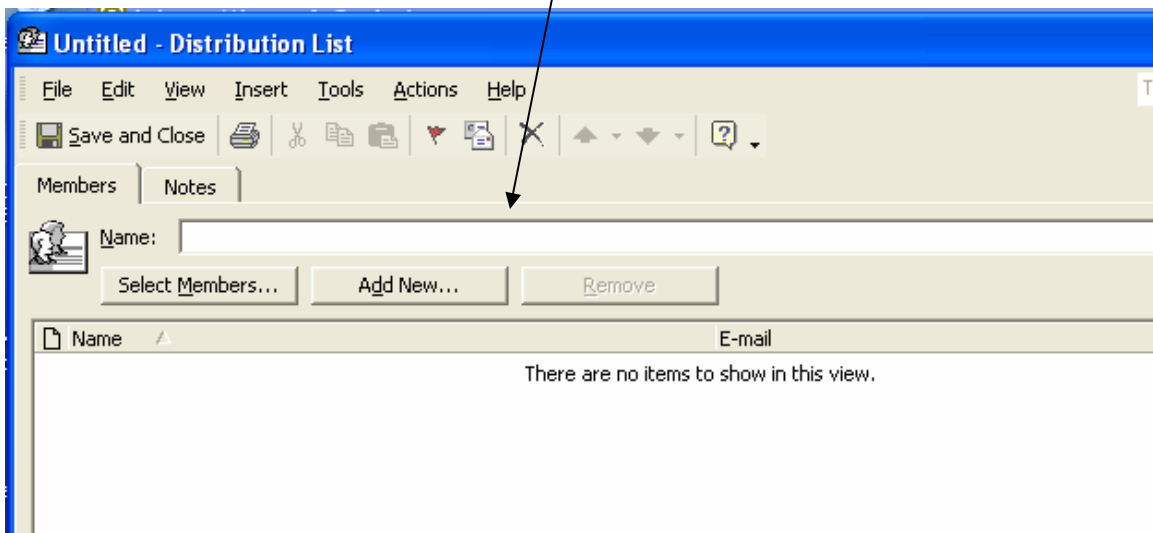 Untitled - Distribution List
File Edit View Insert Tools Actions Help T
Save and Close
Members Notes
Name:
Select Members... Add New... Remove
Name E-mail
There are no items to show in this view.